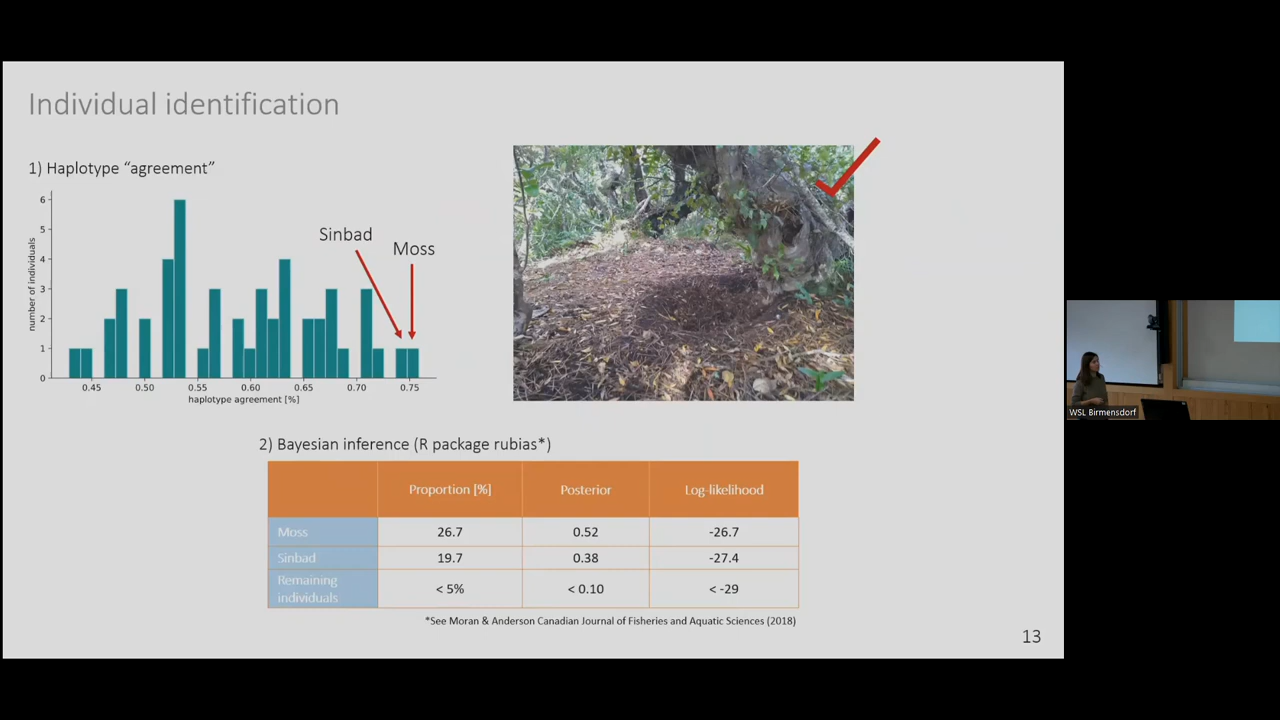 Individual identification
1) Haplotype “agreement”
Sinbad
Moss
number of individuals
6
5
4
3
2
1
0
0.45 0.50 0.55 0.60 0.65 0.70 0.75
haplotype agreement [%]
WSL Birmensdorf
2) Bayesian inference (R package rubias*)
Proportion [%] Posterior Log-likelihood
Moss 26.7 0.52 -26.7
Sinbad 19.7 0.38 -27.4
Remaining
individuals < 5% < 0.10 < -29
*See Moran & Anderson Canadian Journal of Fisheries and Aquatic Sciences (2018)
13